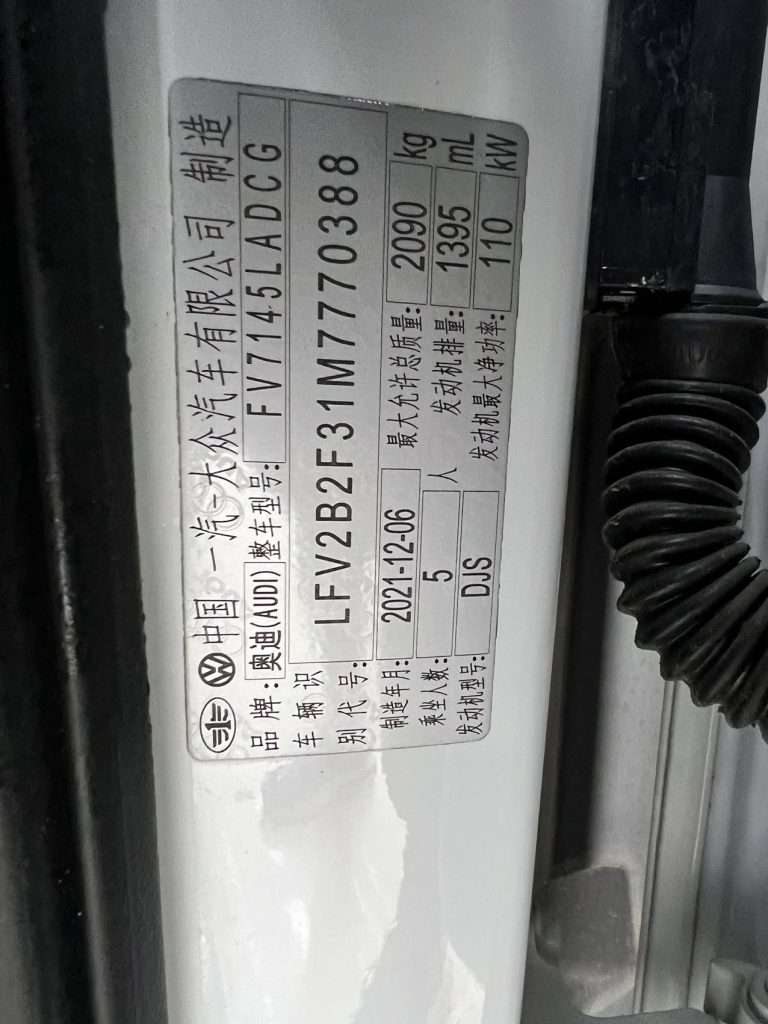 中国 一汽-大众汽车有限公司 制造
品牌: 奥迪(AUDI) 整车型号: FV7145LADCG
车辆识别代号: LFV2B2F31M7770388
制造年月: 2021-12-06 最大允许总质量: 2090 kg
乘坐人数: 5 人 发动机排量: 1395 mL
发动机型号: DJS 发动机最大净功率: 110 kW